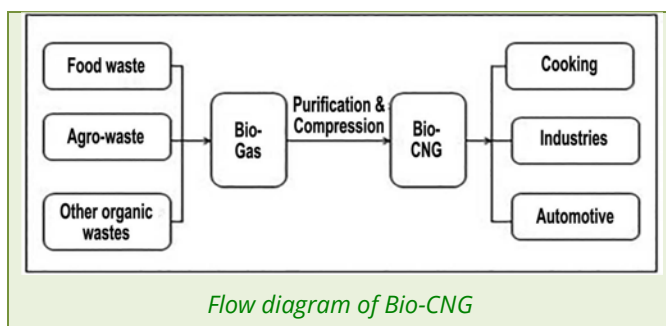 Food waste
Agro-waste
Other organic
wastes
Bio-
Gas
Purification &
Compression
Bio-
CNG
Cooking
Industries
Automotive
Flow diagram of Bio-CNG